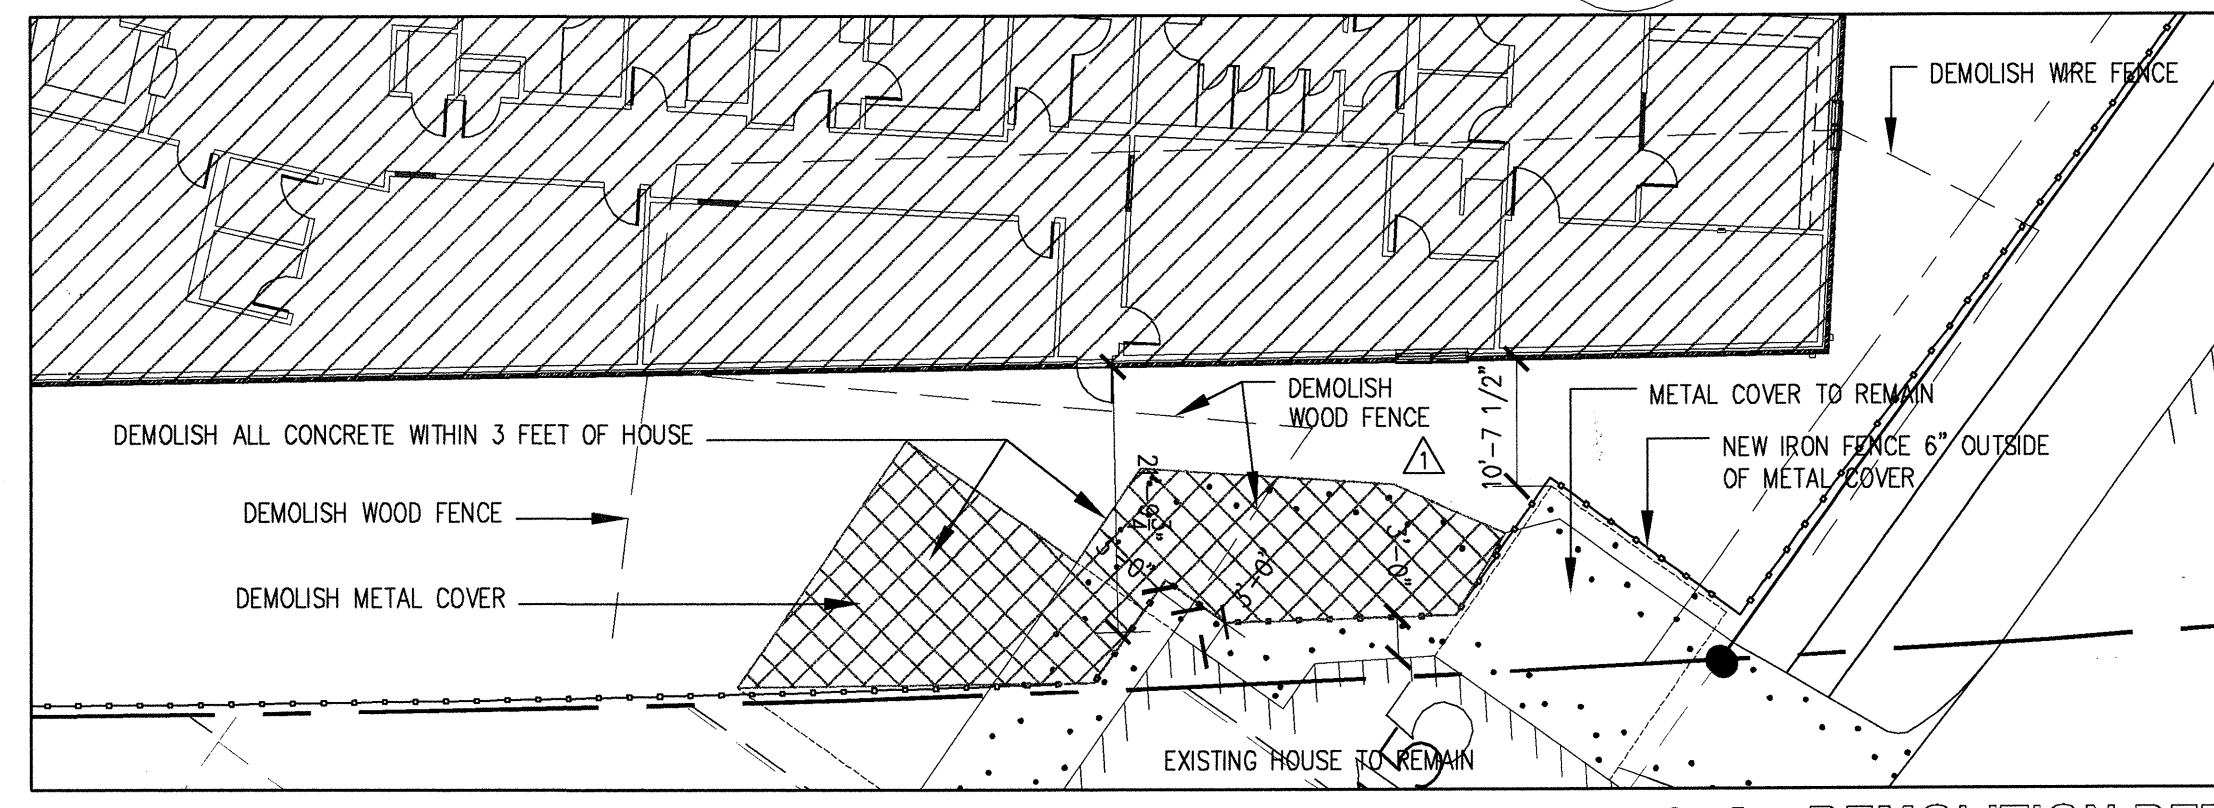 DEMOLISH WIRE FENCE
DEMOLISH
WOOD FENCE
1
10'-7 1/2"
METAL COVER TO REMAIN
NEW IRON FENCE 6" OUTSIDE
OF METAL COVER
DEMOLISH ALL CONCRETE WITHIN 3 FEET OF HOUSE
DEMOLISH WOOD FENCE
DEMOLISH METAL COVER
3'-0"
3'-0"
3'-0"
EXISTING HOUSE TO REMAIN